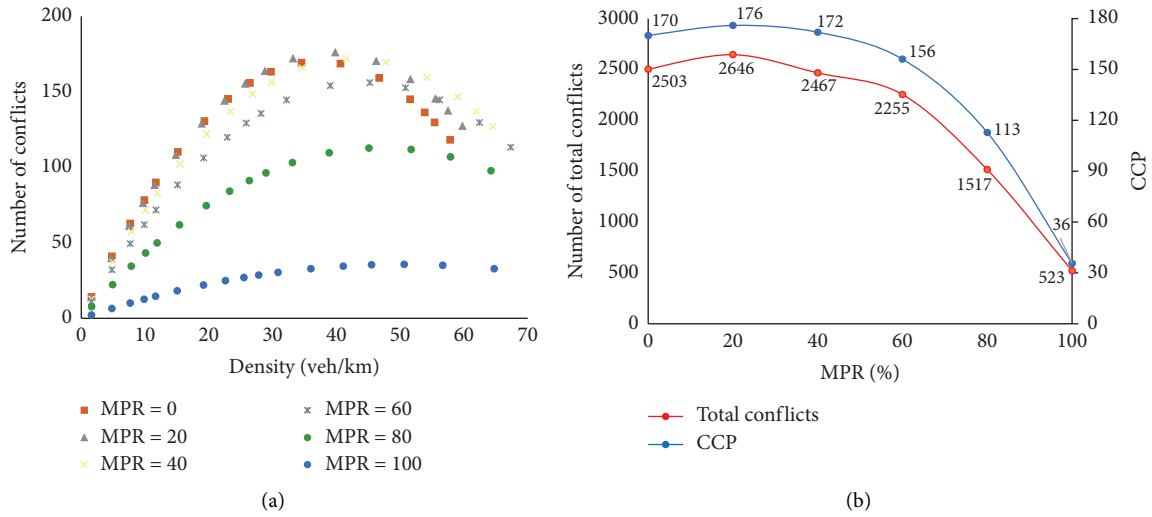 200
150
100
50
0
Number of conflicts
0 10 20 30 40 50 60 70
Density (veh/km)
MPR = 0
MPR = 20
MPR = 40
MPR = 60
MPR = 80
MPR = 100
(a)
3000
2500
2000
1500
1000
500
0
Number of total conflicts
170 176 172 156 113 36
2503 2646 2467 2255 1517 523
180
150
120
90
60
30
0
CCP
0 20 40 60 80 100
MPR (%)
Total conflicts
CCP
(b)